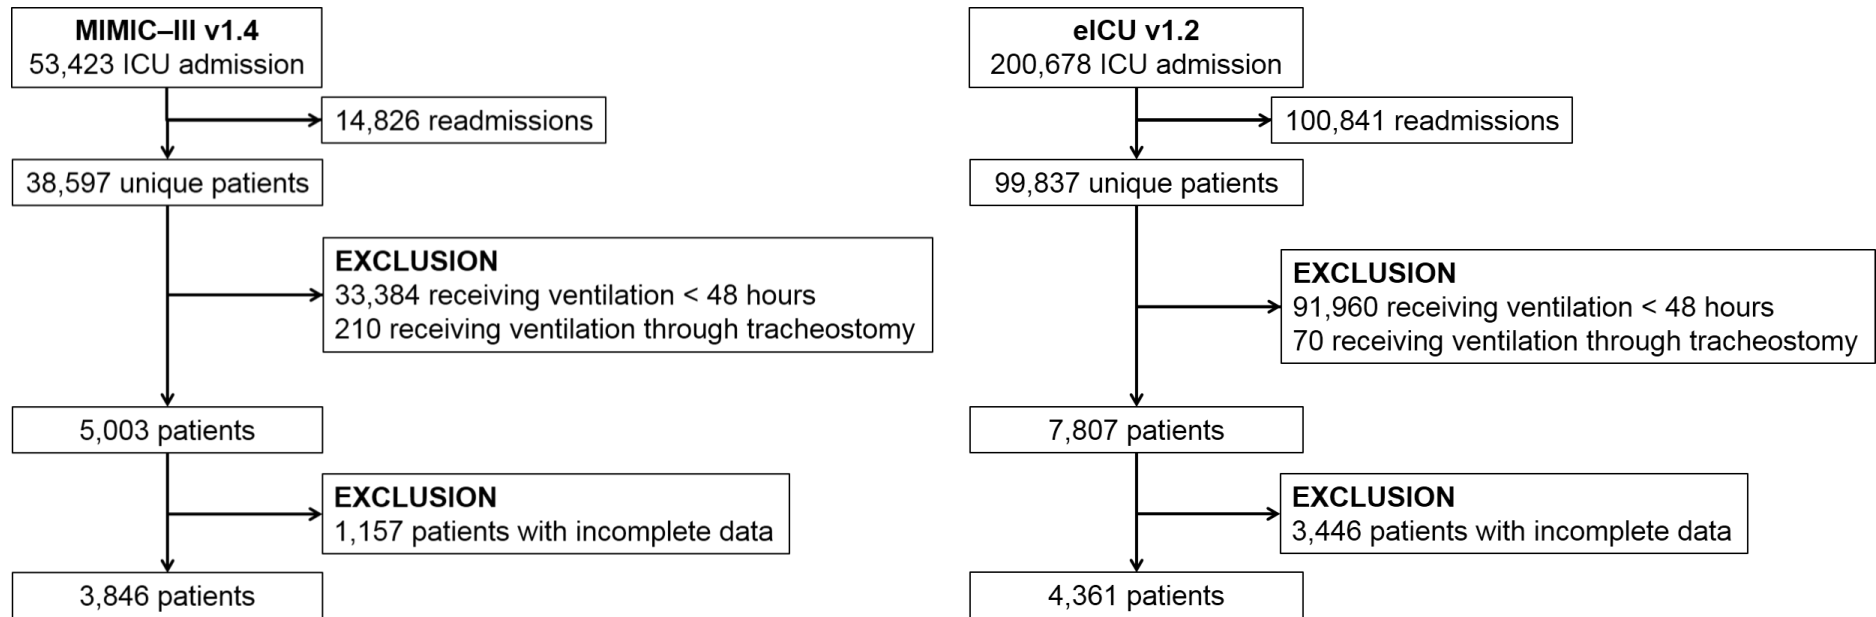 MIMIC–III v1.4
53,423 ICU admission
14,826 readmissions
38,597 unique patients
EXCLUSION
33,384 receiving ventilation < 48 hours
210 receiving ventilation through tracheostomy
5,003 patients
EXCLUSION
1,157 patients with incomplete data
3,846 patients
eICU v1.2
200,678 ICU admission
100,841 readmissions
99,837 unique patients
EXCLUSION
91,960 receiving ventilation < 48 hours
70 receiving ventilation through tracheostomy
7,807 patients
EXCLUSION
3,446 patients with incomplete data
4,361 patients